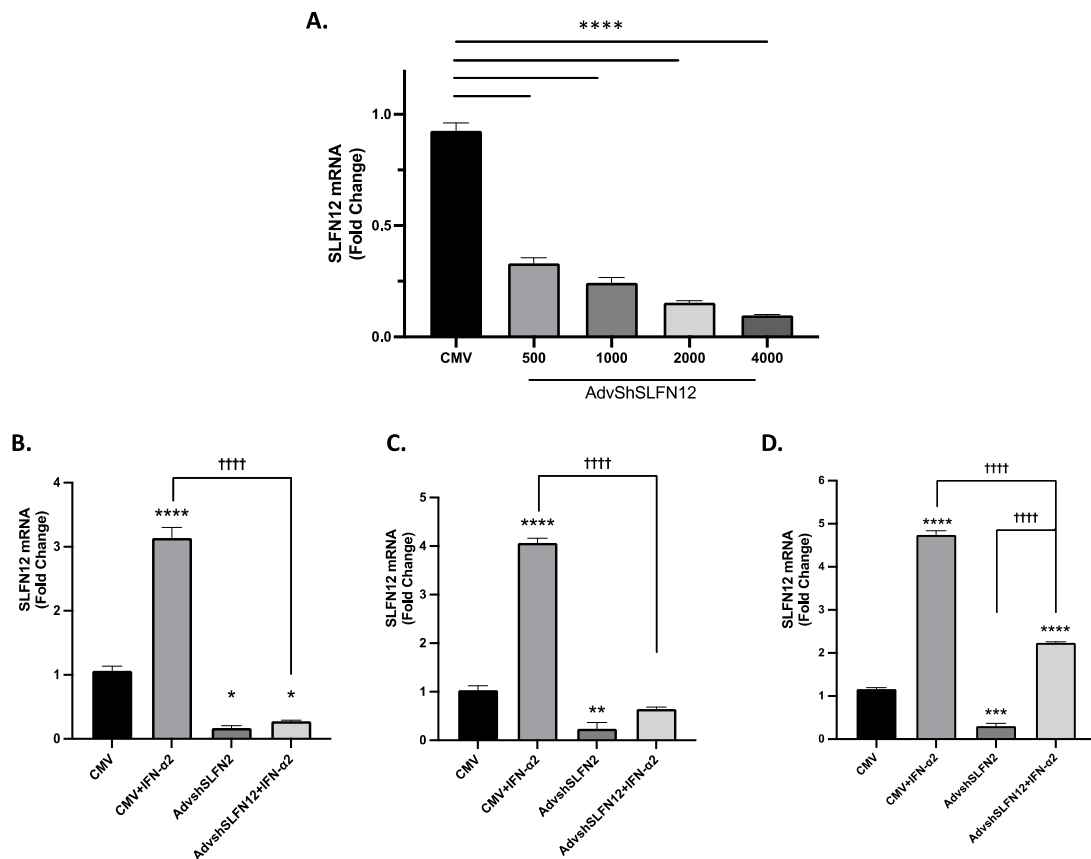 A.
****
SLFN12 mRNA
(Fold Change)
1.0
0.5
0.0
CMV
500
1000
2000
4000
AdvShSLFN12
B.
††††
SLFN12 mRNA
(Fold Change)
4
3
2
1
0
****
*
*
CMV
CMV+IFN-α2
AdvshSLFN2
AdvshSLFN12+IFN-α2
C.
††††
SLFN12 mRNA
(Fold Change)
5
4
3
2
1
0
****
**
CMV
CMV+IFN-α2
AdvshSLFN2
AdvshSLFN12+IFN-α2
D.
††††
††††
SLFN12 mRNA
(Fold Change)
6
5
4
3
2
1
0
****
***
****
CMV
CMV+IFN-α2
AdvshSLFN2
AdvshSLFN12+IFN-α2